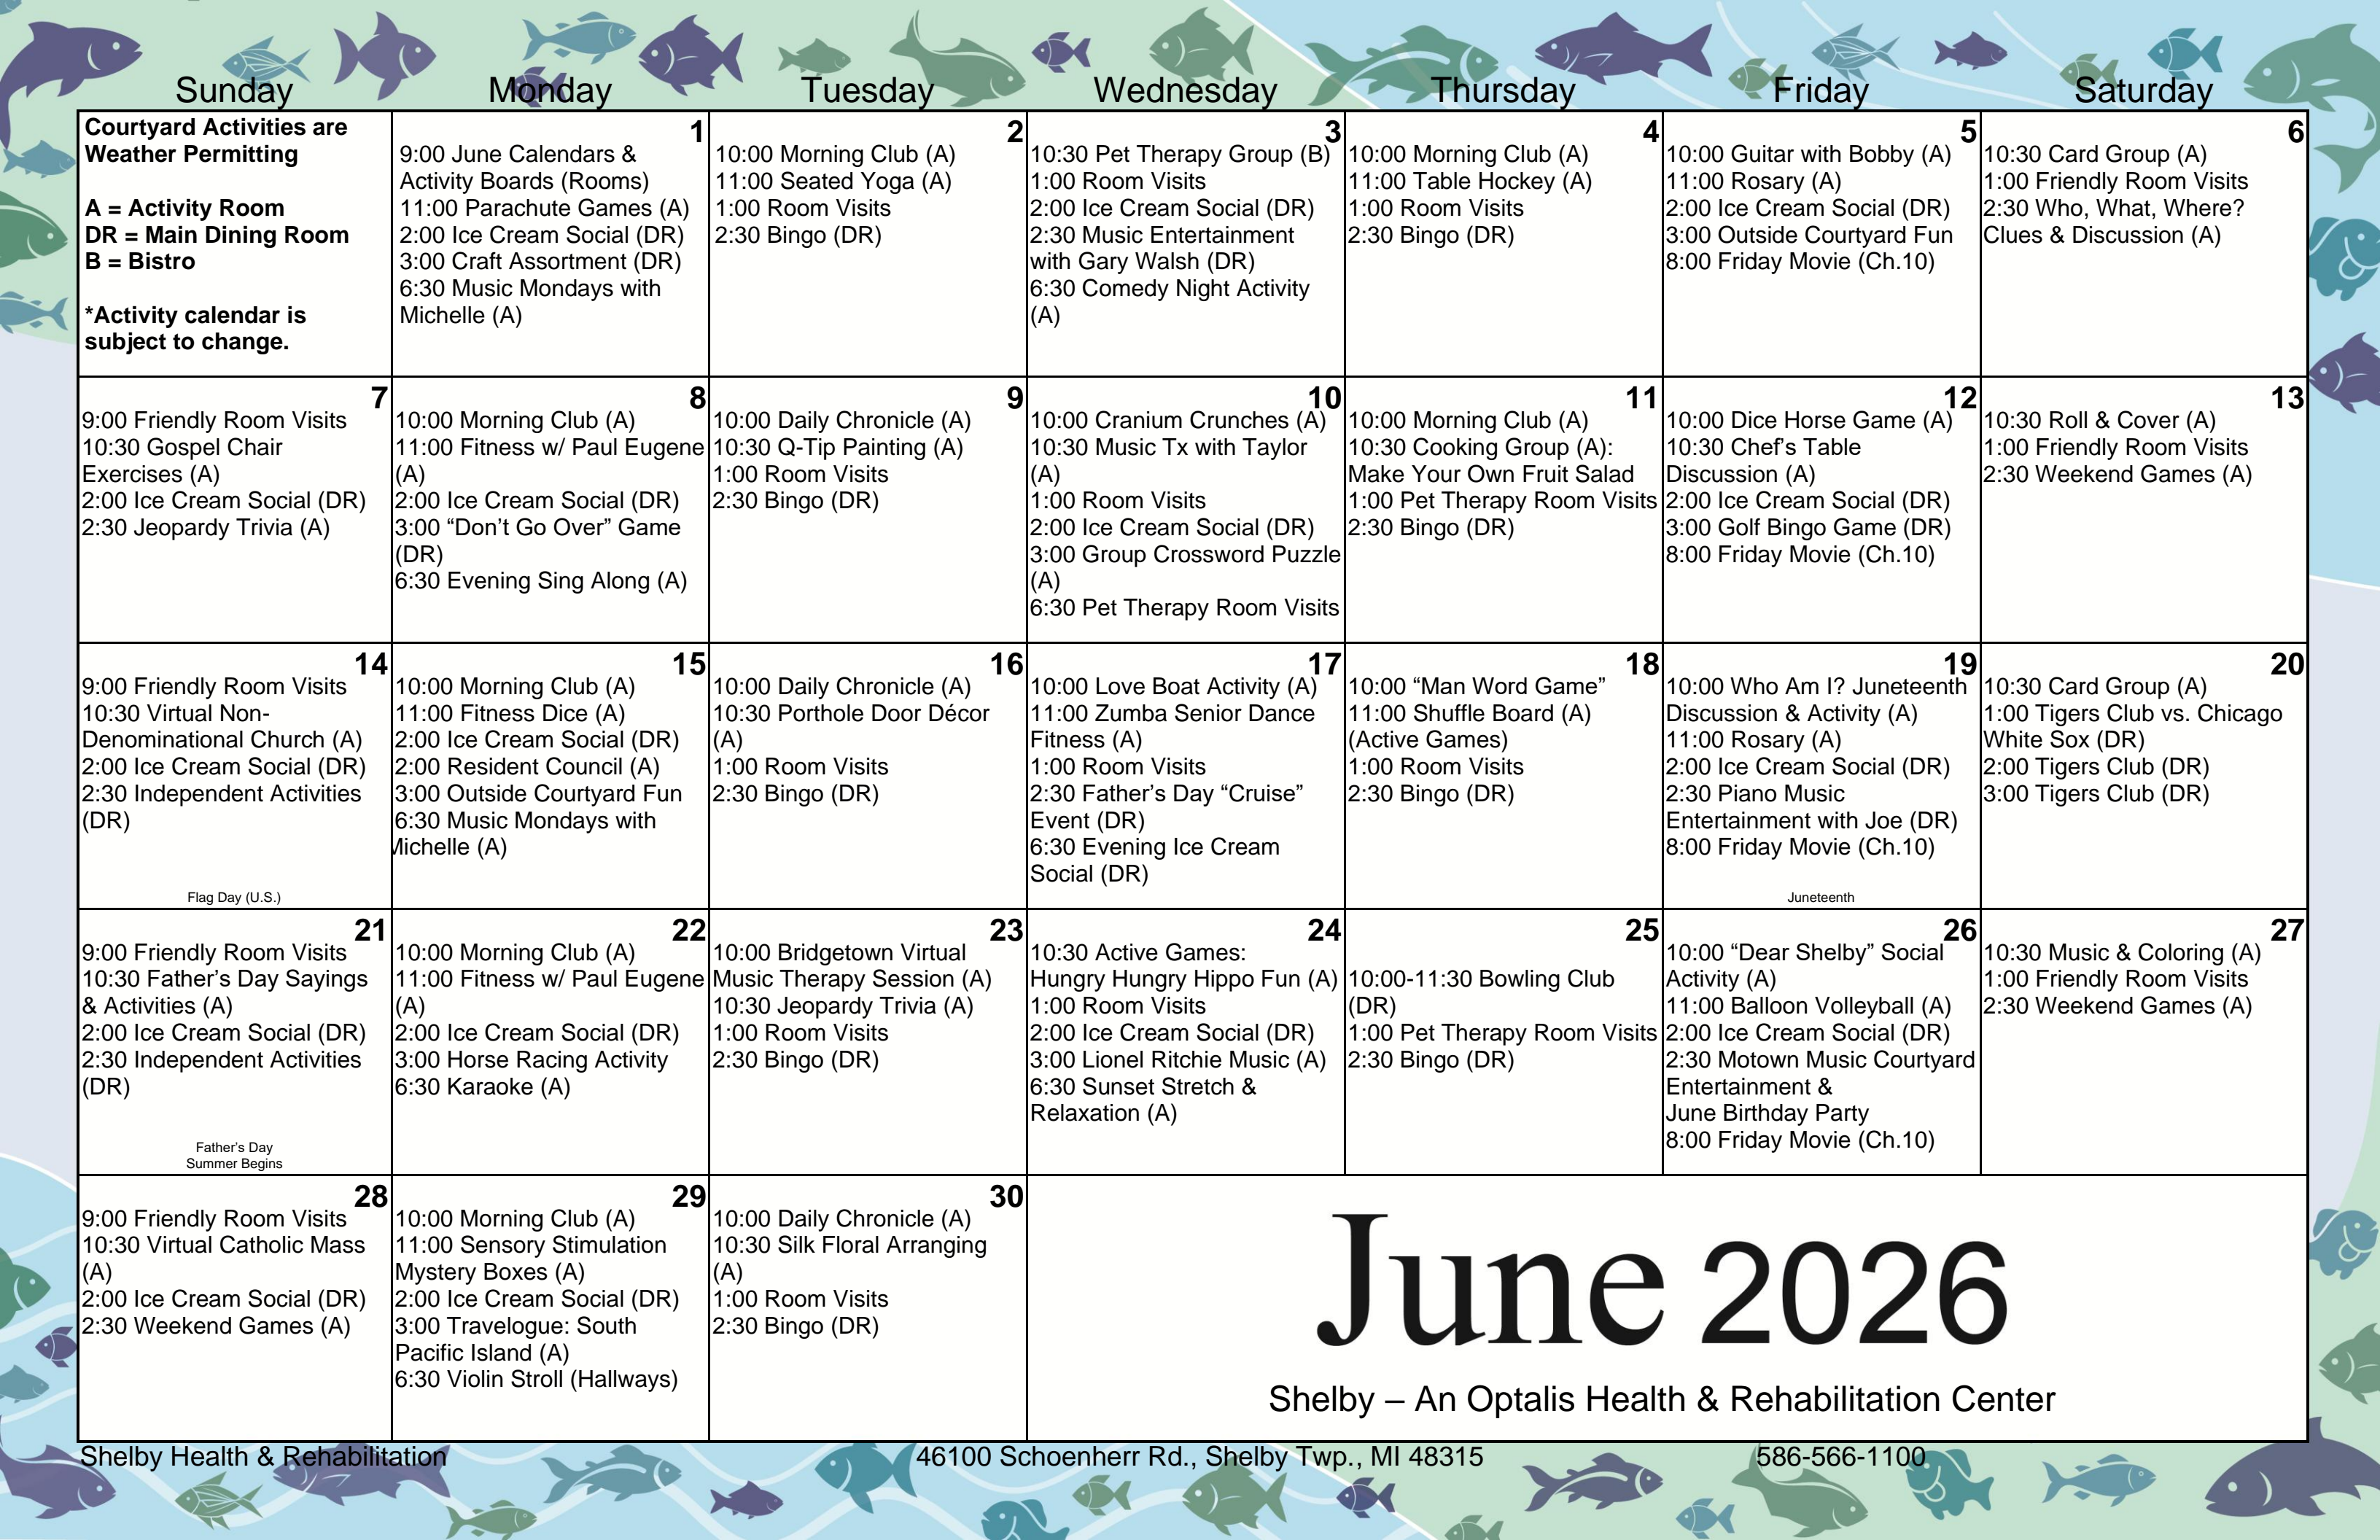 Sunday
Monday
Tuesday
Wednesday
Thursday
Friday
Saturday
Courtyard Activities are
Weather Permitting
A = Activity Room
DR = Main Dining Room
B = Bistro
*Activity calendar is
subject to change.
1
9:00 June Calendars &
Activity Boards (Rooms)
11:00 Parachute Games (A)
2:00 Ice Cream Social (DR)
3:00 Craft Assortment (DR)
6:30 Music Mondays with
Michelle (A)
2
10:00 Morning Club (A)
11:00 Seated Yoga (A)
1:00 Room Visits
2:30 Bingo (DR)
3
10:30 Pet Therapy Group (B)
1:00 Room Visits
2:00 Ice Cream Social (DR)
2:30 Music Entertainment
with Gary Walsh (DR)
6:30 Comedy Night Activity
(A)
4
10:00 Morning Club (A)
11:00 Table Hockey (A)
1:00 Room Visits
2:30 Bingo (DR)
5
10:00 Guitar with Bobby (A)
11:00 Rosary (A)
2:00 Ice Cream Social (DR)
3:00 Outside Courtyard Fun
8:00 Friday Movie (Ch.10)
6
10:30 Card Group (A)
1:00 Friendly Room Visits
2:30 Who, What, Where?
Clues & Discussion (A)
7
9:00 Friendly Room Visits
10:30 Gospel Chair
Exercises (A)
2:00 Ice Cream Social (DR)
2:30 Jeopardy Trivia (A)
8
10:00 Morning Club (A)
11:00 Fitness w/ Paul Eugene
(A)
2:00 Ice Cream Social (DR)
3:00 “Don’t Go Over” Game
(DR)
6:30 Evening Sing Along (A)
9
10:00 Daily Chronicle (A)
10:30 Q-Tip Painting (A)
1:00 Room Visits
2:30 Bingo (DR)
10
10:00 Cranium Crunches (A)
10:30 Music Tx with Taylor
(A)
1:00 Room Visits
2:00 Ice Cream Social (DR)
3:00 Group Crossword Puzzle
(A)
6:30 Pet Therapy Room Visits
11
10:00 Morning Club (A)
10:30 Cooking Group (A):
Make Your Own Fruit Salad
1:00 Pet Therapy Room Visits
2:30 Bingo (DR)
12
10:00 Dice Horse Game (A)
10:30 Chef’s Table
Discussion (A)
2:00 Ice Cream Social (DR)
3:00 Golf Bingo Game (DR)
8:00 Friday Movie (Ch.10)
13
10:30 Roll & Cover (A)
1:00 Friendly Room Visits
2:30 Weekend Games (A)
14
9:00 Friendly Room Visits
10:30 Virtual Non-
Denominational Church (A)
2:00 Ice Cream Social (DR)
2:30 Independent Activities
(DR)
Flag Day (U.S.)
15
10:00 Morning Club (A)
11:00 Fitness Dice (A)
2:00 Ice Cream Social (DR)
2:00 Resident Council (A)
3:00 Outside Courtyard Fun
6:30 Music Mondays with
Michelle (A)
16
10:00 Daily Chronicle (A)
10:30 Porthole Door Décor
(A)
1:00 Room Visits
2:30 Bingo (DR)
17
10:00 Love Boat Activity (A)
11:00 Zumba Senior Dance
Fitness (A)
1:00 Room Visits
2:30 Father’s Day “Cruise”
Event (DR)
6:30 Evening Ice Cream
Social (DR)
18
10:00 “Man Word Game”
11:00 Shuffle Board (A)
(Active Games)
1:00 Room Visits
2:30 Bingo (DR)
19
10:00 Who Am I? Juneteenth
Discussion & Activity (A)
11:00 Rosary (A)
2:00 Ice Cream Social (DR)
2:30 Piano Music
Entertainment with Joe (DR)
8:00 Friday Movie (Ch.10)
Juneteenth
20
10:30 Card Group (A)
1:00 Tigers Club vs. Chicago
White Sox (DR)
2:00 Tigers Club (DR)
3:00 Tigers Club (DR)
21
9:00 Friendly Room Visits
10:30 Father’s Day Sayings
& Activities (A)
2:00 Ice Cream Social (DR)
2:30 Independent Activities
(DR)
Father’s Day
Summer Begins
22
10:00 Morning Club (A)
11:00 Fitness w/ Paul Eugene
(A)
2:00 Ice Cream Social (DR)
3:00 Horse Racing Activity
6:30 Karaoke (A)
23
10:00 Bridgetown Virtual
Music Therapy Session (A)
10:30 Jeopardy Trivia (A)
1:00 Room Visits
2:30 Bingo (DR)
24
10:30 Active Games:
Hungry Hungry Hippo Fun (A)
1:00 Room Visits
2:00 Ice Cream Social (DR)
3:00 Lionel Ritchie Music (A)
6:30 Sunset Stretch &
Relaxation (A)
25
10:00-11:30 Bowling Club
(DR)
1:00 Pet Therapy Room Visits
2:30 Bingo (DR)
26
10:00 “Dear Shelby” Social
Activity (A)
11:00 Balloon Volleyball (A)
2:00 Ice Cream Social (DR)
2:30 Motown Music Courtyard
Entertainment &
June Birthday Party
8:00 Friday Movie (Ch.10)
27
10:30 Music & Coloring (A)
1:00 Friendly Room Visits
2:30 Weekend Games (A)
28
9:00 Friendly Room Visits
10:30 Virtual Catholic Mass
(A)
2:00 Ice Cream Social (DR)
2:30 Weekend Games (A)
29
10:00 Morning Club (A)
11:00 Sensory Stimulation
Mystery Boxes (A)
2:00 Ice Cream Social (DR)
3:00 Travelogue: South
Pacific Island (A)
6:30 Violin Stroll (Hallways)
30
10:00 Daily Chronicle (A)
10:30 Silk Floral Arranging
(A)
1:00 Room Visits
2:30 Bingo (DR)
June 2026
Shelby – An Optalis Health & Rehabilitation Center
Shelby Health & Rehabilitation
46100 Schoenherr Rd., Shelby Twp., MI 48315
586-566-1100